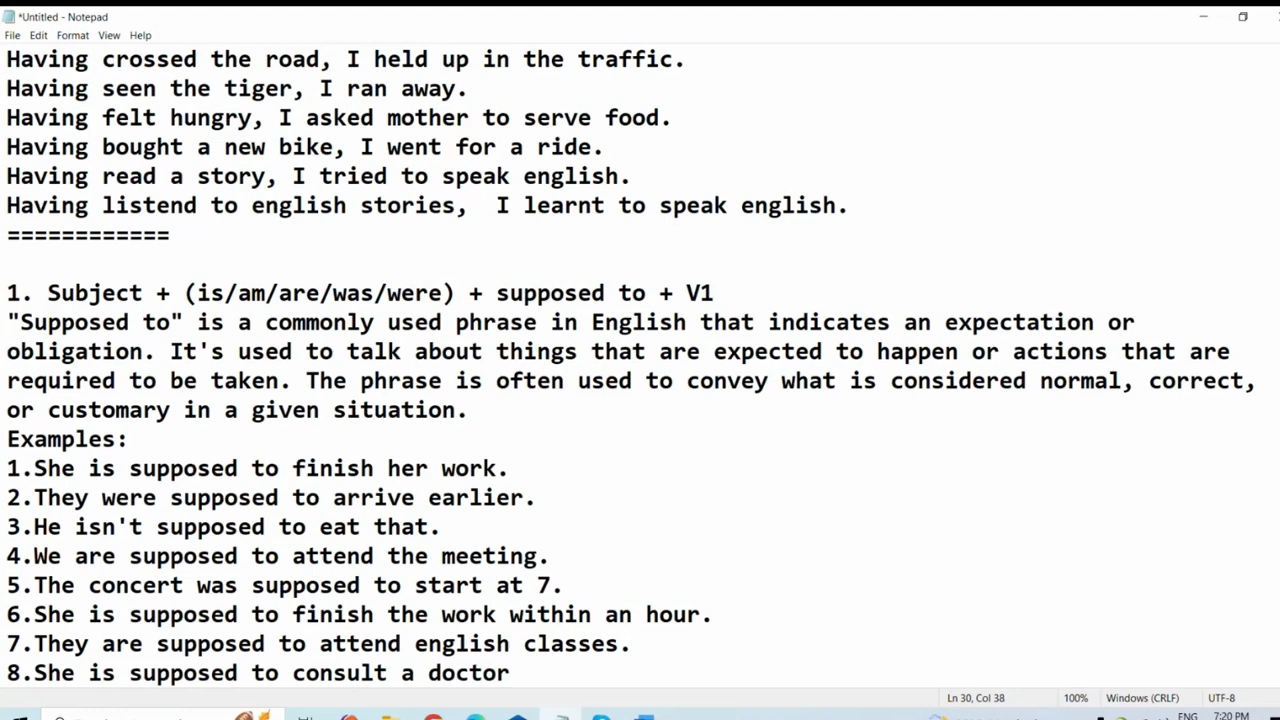 *Untitled - Notepad
File Edit Format View Help
Having crossed the road, I held up in the traffic.
Having seen the tiger, I ran away.
Having felt hungry, I asked mother to serve food.
Having bought a new bike, I went for a ride.
Having read a story, I tried to speak english.
Having listend to english stories,  I learnt to speak english.
============
1. Subject + (is/am/are/was/were) + supposed to + V1
"Supposed to" is a commonly used phrase in English that indicates an expectation or
obligation. It's used to talk about things that are expected to happen or actions that are
required to be taken. The phrase is often used to convey what is considered normal, correct,
or customary in a given situation.
Examples:
1.She is supposed to finish her work.
2.They were supposed to arrive earlier.
3.He isn't supposed to eat that.
4.We are supposed to attend the meeting.
5.The concert was supposed to start at 7.
6.She is supposed to finish the work within an hour.
7.They are supposed to attend english classes.
8.She is supposed to consult a doctor
Ln 30, Col 38 100% Windows (CRLF) UTF-8
ENG 7:20 PM